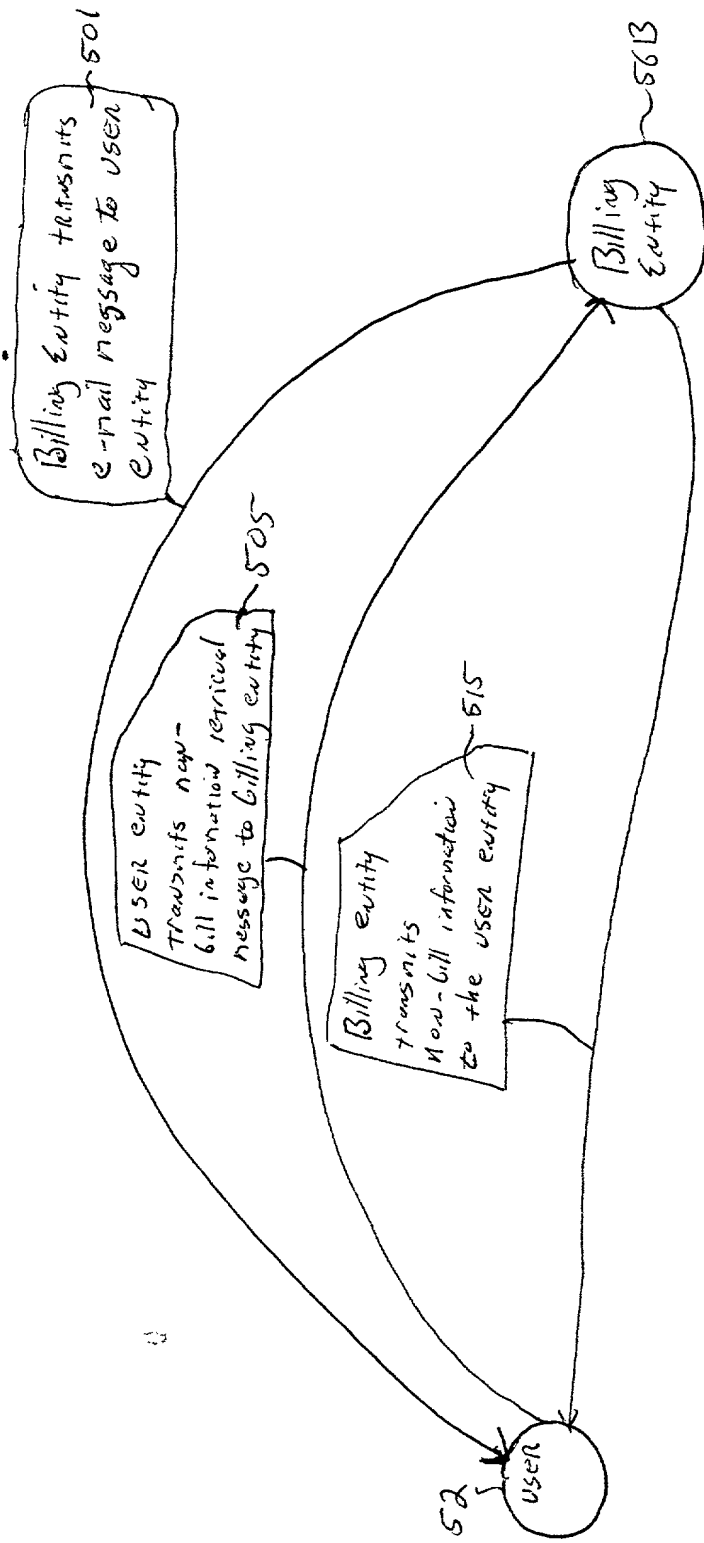 Billing Entity transmits
e-mail message to USER
entity
501
USER entity
transmits non-
bill information retrieval
message to billing entity
505
Billing entity
transmits
non-bill information
to the USER entity
515
52
USER
Billing
Entity
56B